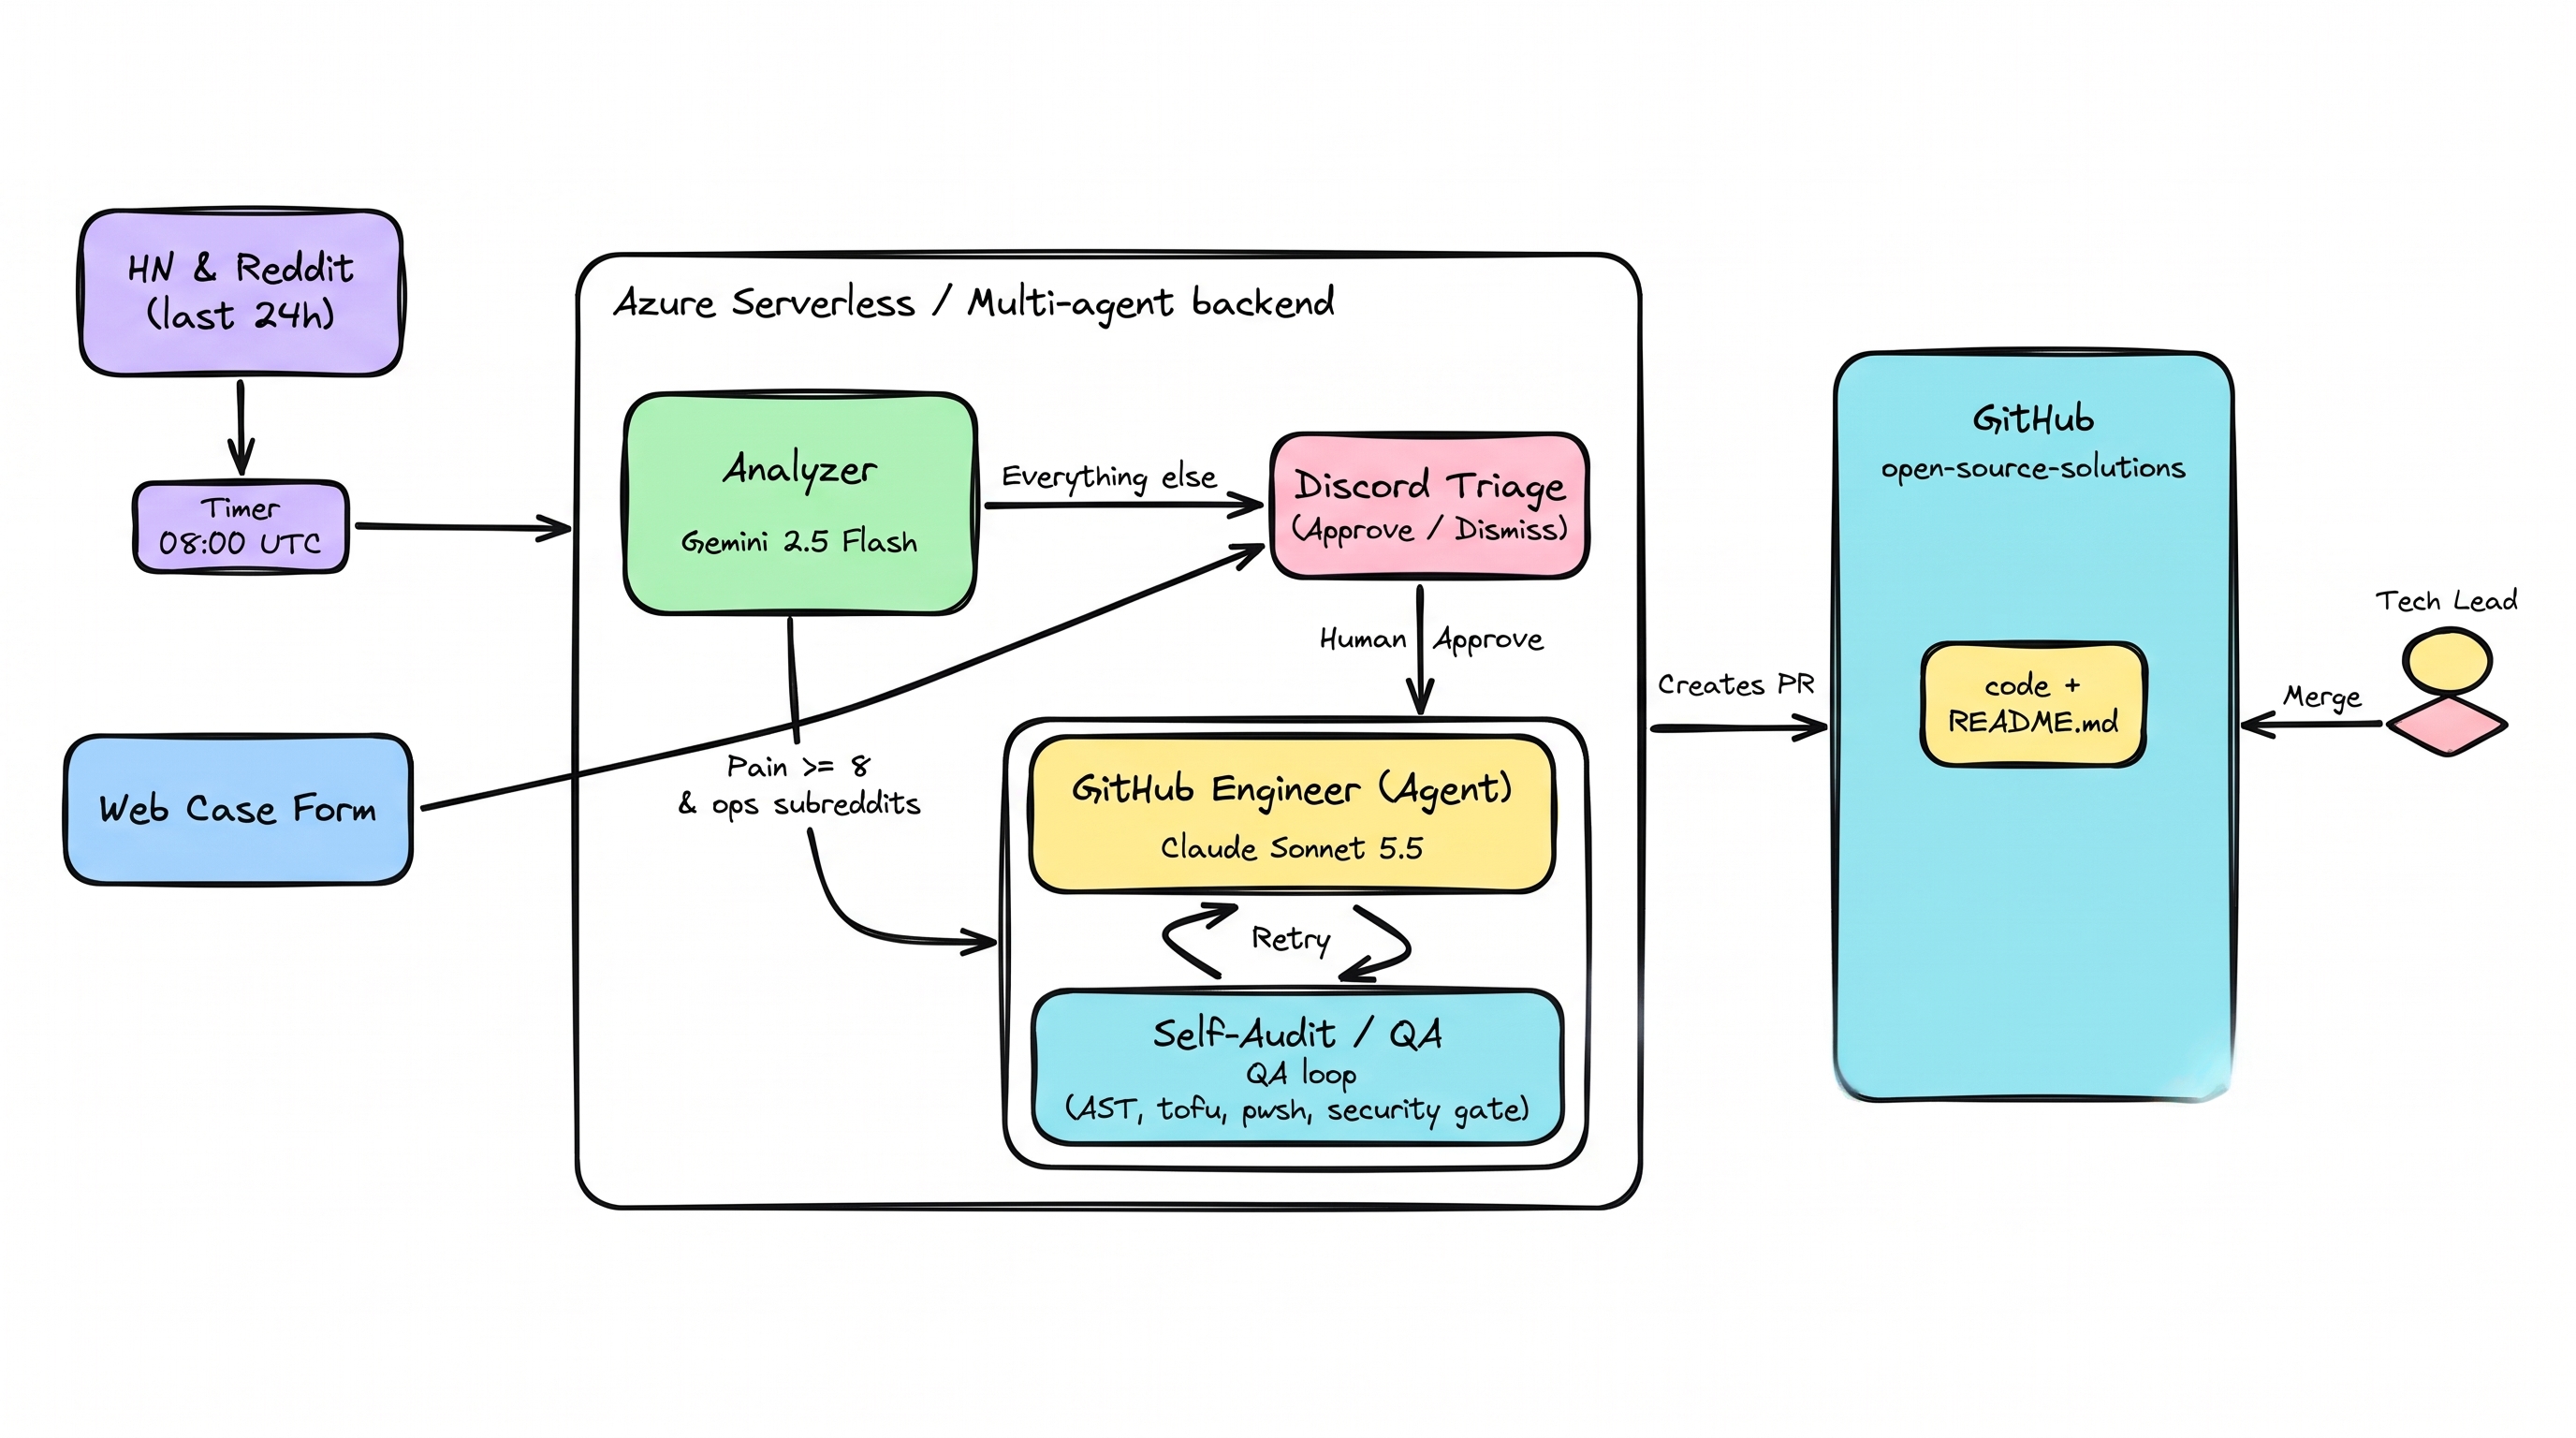 HN & Reddit
(last 24h)
Timer
08:00 UTC
Web Case Form
Azure Serverless / Multi-agent backend
Analyzer
Gemini 2.5 Flash
Everything else
Discord Triage
(Approve / Dismiss)
Human Approve
Pain >= 8
& ops subreddits
GitHub Engineer (Agent)
Claude Sonnet 5.5
Retry
Self-Audit / QA
QA loop
(AST, tofu, pwsh, security gate)
Creates PR
GitHub
open-source-solutions
code +
README.md
Tech Lead
Merge